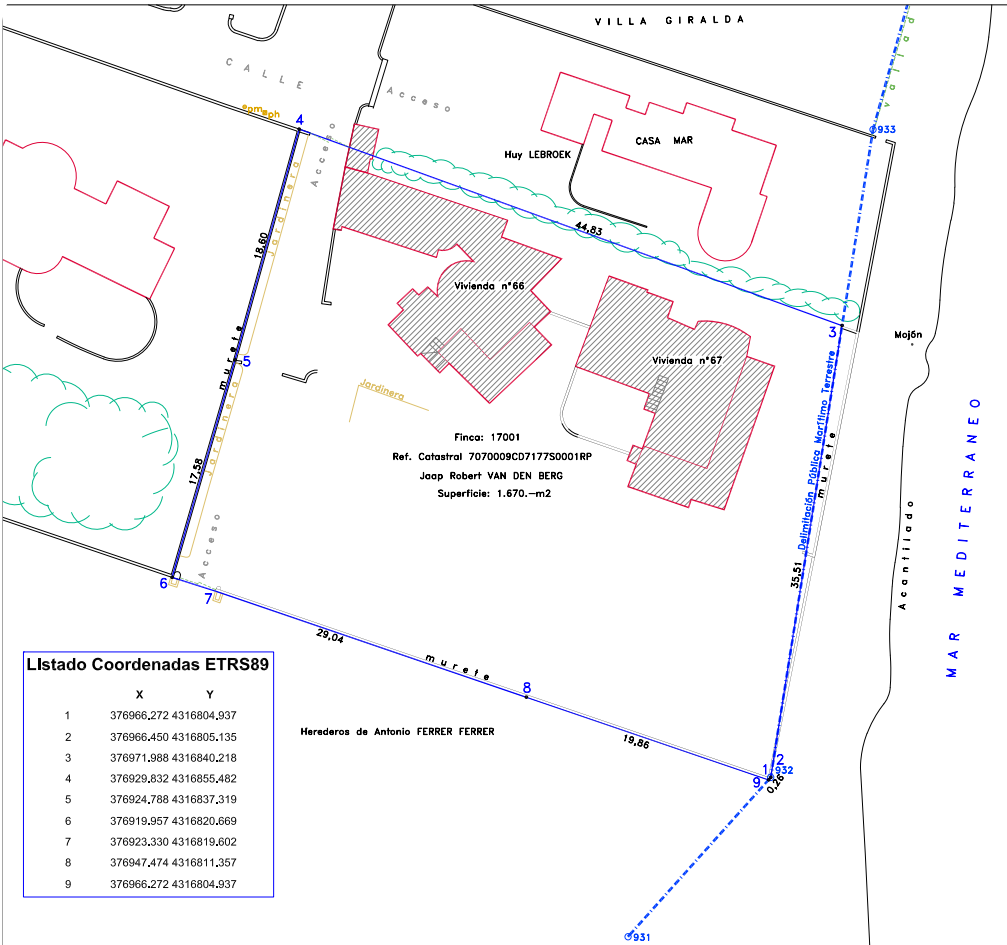 VILLA GIRALDA
vallad
CALLE
Acceso
epmeph
933
4
Acceso
CASA MAR
Huy LEBROEK
Jardinera
18,60
44,83
Vivienda nº66
3
Mojón
murete
5
Vivienda nº67
Jardinera
Delimitación Pública Marítimo Terrestre
murete
Jardinera
Finca: 17001
Ref. Catastral 7070009CD7177S0001RP
Jaap Robert VAN DEN BERG
Superficie: 1.670.-m2
17,58
Acceso
Acantilado
MAR MEDITERRANEO
35,51
6
7
29,04
murete
8
Herederos de Antonio FERRER FERRER
19,86
1
2
932
9
0,26
931
Listado Coordenadas ETRS89
X Y
1 376966,272 4316804,937
2 376966,450 4316805,135
3 376971,988 4316840,218
4 376929,832 4316855,482
5 376924,788 4316837,319
6 376919,957 4316820,669
7 376923,330 4316819,602
8 376947,474 4316811,357
9 376966,272 4316804,937